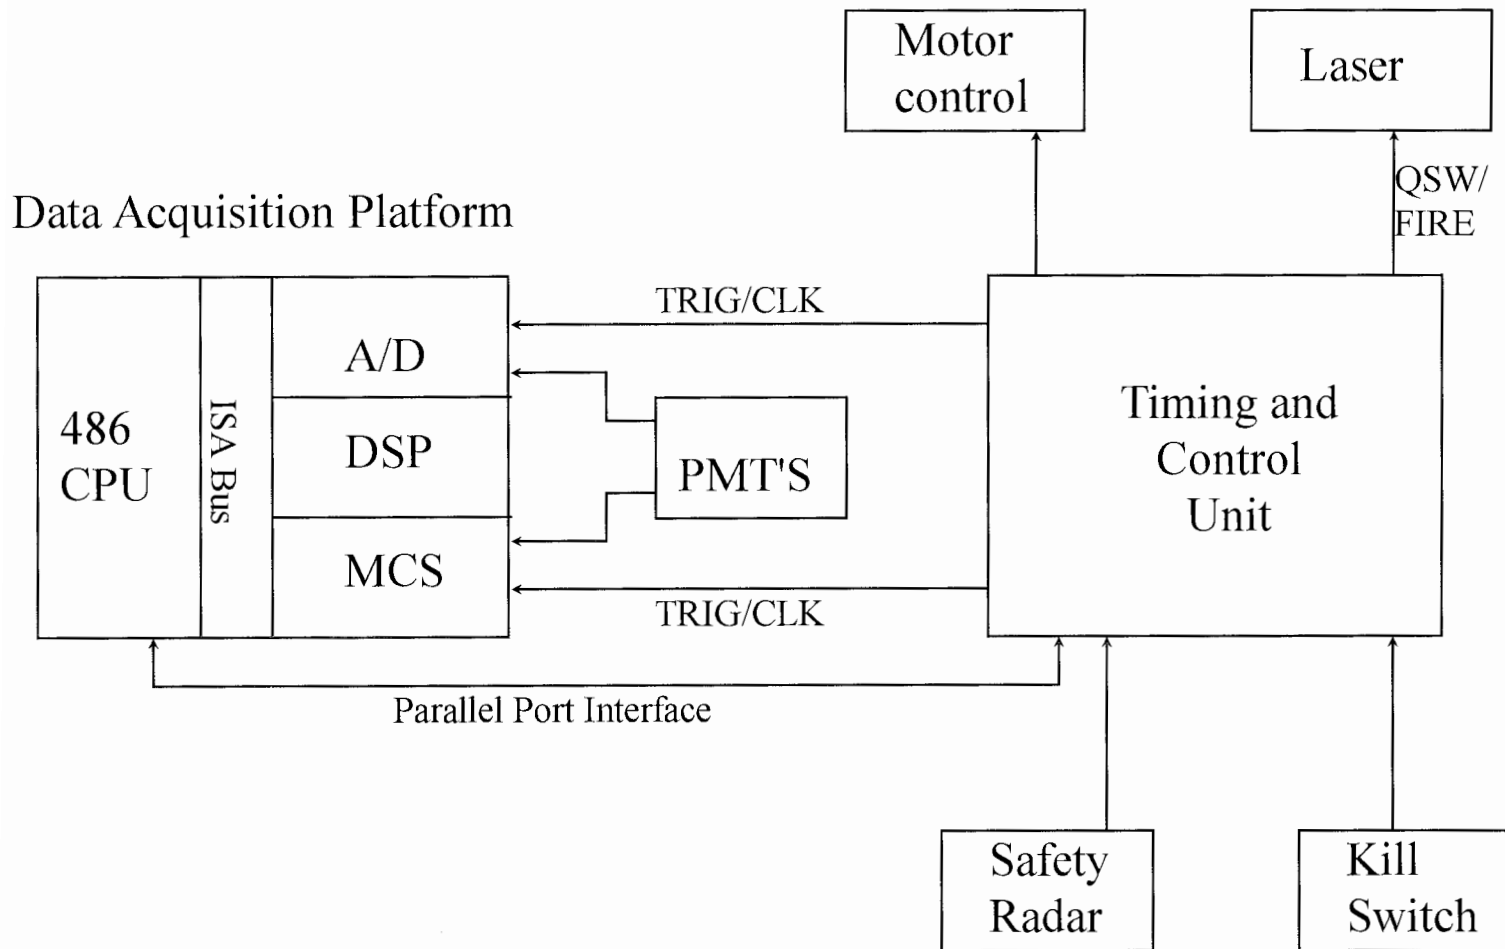 Motor
control
Laser
QSW/
FIRE
Data Acquisition Platform
TRIG/CLK
A/D
486
CPU
ISA Bus
DSP
MCS
PMT'S
Timing and
Control
Unit
TRIG/CLK
Parallel Port Interface
Safety
Radar
Kill
Switch